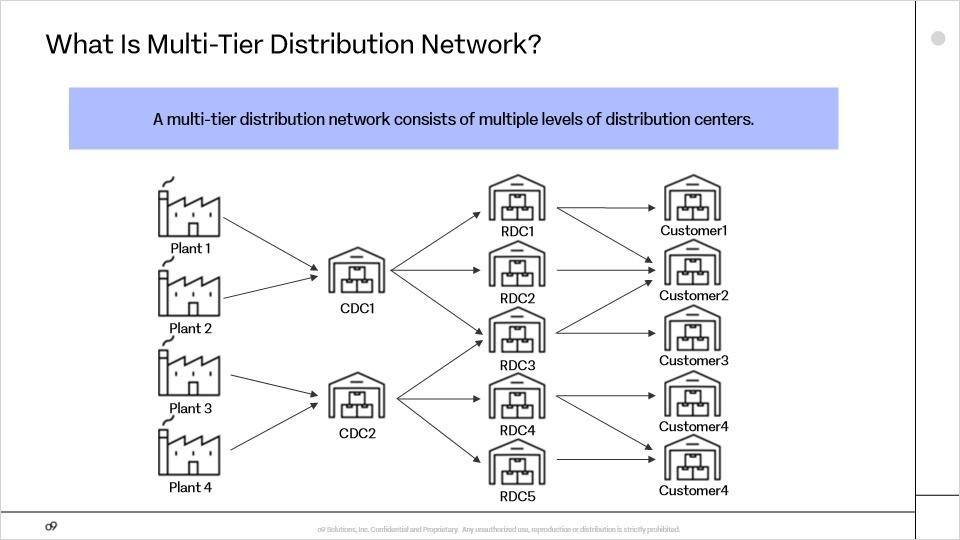 What Is Multi-Tier Distribution Network?
A multi-tier distribution network consists of multiple levels of distribution centers.
Plant 1
Plant 2
Plant 3
Plant 4
CDC1
CDC2
RDC1
RDC2
RDC3
RDC4
RDC5
Customer1
Customer2
Customer3
Customer4
Customer4
o9
o9 Solutions, Inc. Confidential and Proprietary. Any unauthorized use, reproduction or distribution is strictly prohibited.